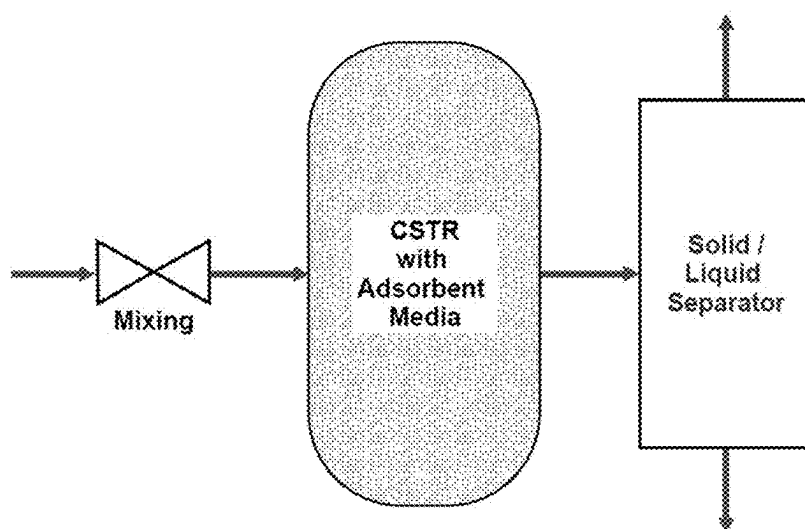 Mixing
CSTR
with
Adsorbent
Media
Solid /
Liquid
Separator